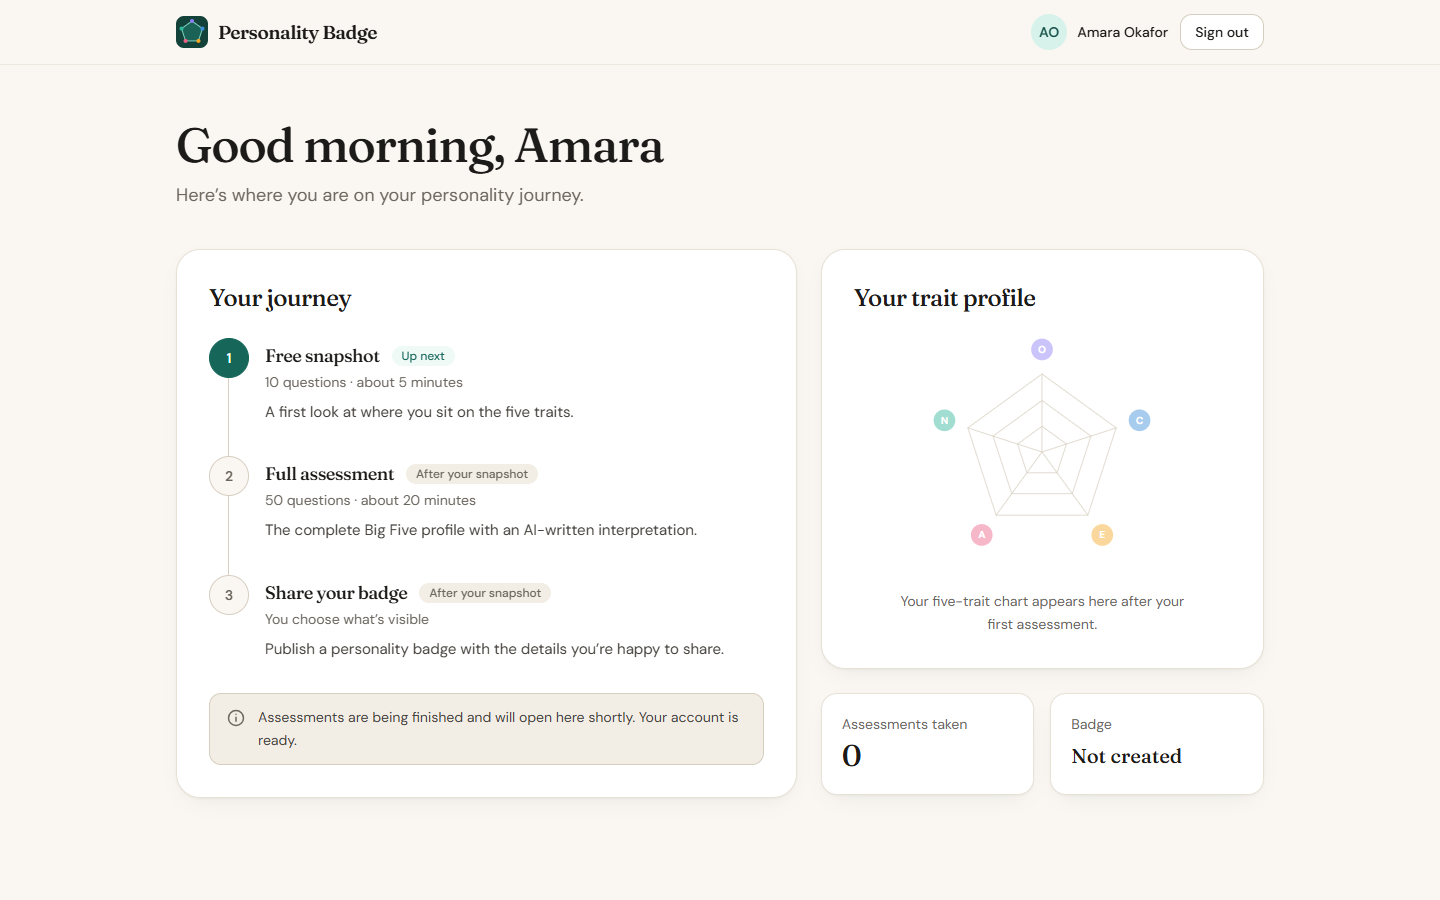 Personality Badge
AO
Amara Okafor
Sign out
Good morning, Amara
Here’s where you are on your personality journey.
Your journey
1
Free snapshot
Up next
10 questions · about 5 minutes
A first look at where you sit on the five traits.
2
Full assessment
After your snapshot
50 questions · about 20 minutes
The complete Big Five profile with an AI-written interpretation.
3
Share your badge
After your snapshot
You choose what’s visible
Publish a personality badge with the details you’re happy to share.
Assessments are being finished and will open here shortly. Your account is
ready.
Your trait profile
O
N
C
A
E
Your five-trait chart appears here after your
first assessment.
Assessments taken
0
Badge
Not created